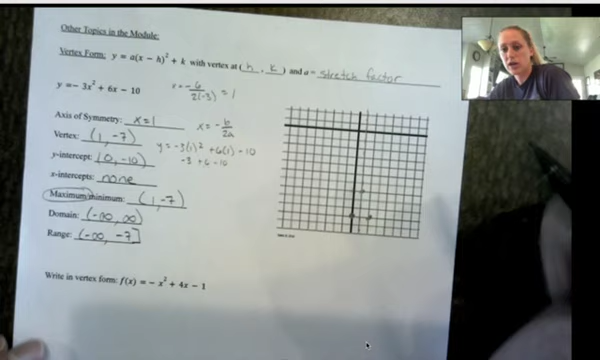 Other Topics in the Module:
Vertex Form: y = a(x − h)² + k with vertex at ( h , k ) and a = stretch factor
y = − 3x² + 6x − 10
x = -6/2(-3) = 1
Axis of Symmetry: x=1
x = -b/2a
Vertex: (1, -7)
y = -3(1)² + 6(1) - 10
y-intercept: (0, -10)
-3 + 6 - 10
x-intercepts: none
Maximum/minimum: (1, -7)
Domain: (-∞, ∞)
Range: (-∞, -7]
Write in vertex form: f(x) = − x² + 4x − 1